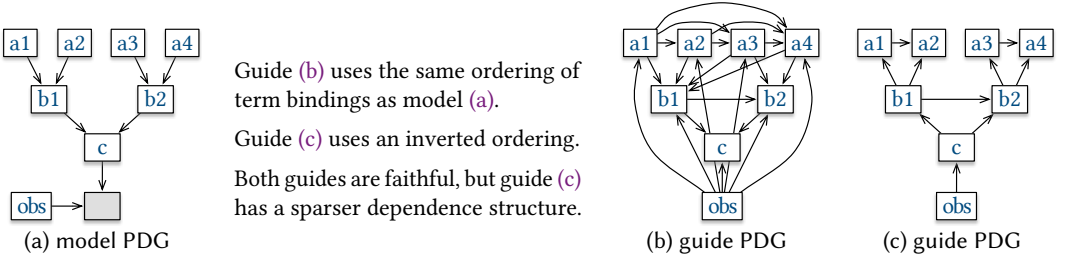 a1 a2 a3 a4
b1 b2
c
obs
(a) model PDG
Guide (b) uses the same ordering of
term bindings as model (a).
Guide (c) uses an inverted ordering.
Both guides are faithful, but guide (c)
has a sparser dependence structure.
a1 a2 a3 a4
b1 b2
c
obs
(b) guide PDG
a1 a2 a3 a4
b1 b2
c
obs
(c) guide PDG